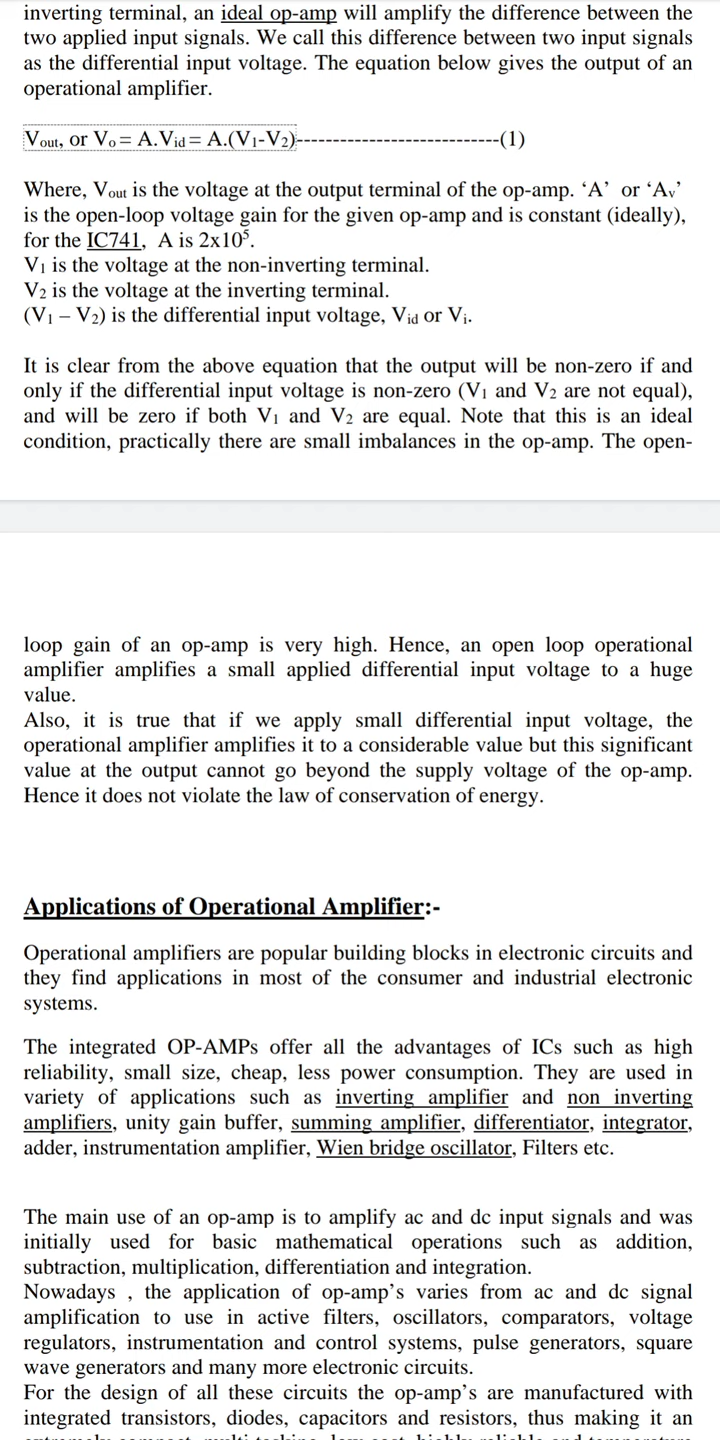 inverting terminal, an ideal op-amp will amplify the difference between the
two applied input signals. We call this difference between two input signals
as the differential input voltage. The equation below gives the output of an
operational amplifier.
Vout, or Vo = A.Vid = A.(V1-V2)----------------------------(1)
Where, Vout is the voltage at the output terminal of the op-amp. ‘A’ or ‘Av’
is the open-loop voltage gain for the given op-amp and is constant (ideally),
for the IC741, A is 2x10⁵.
V1 is the voltage at the non-inverting terminal.
V2 is the voltage at the inverting terminal.
(V1 – V2) is the differential input voltage, Vid or Vi.
It is clear from the above equation that the output will be non-zero if and
only if the differential input voltage is non-zero (V1 and V2 are not equal),
and will be zero if both V1 and V2 are equal. Note that this is an ideal
condition, practically there are small imbalances in the op-amp. The open-
loop gain of an op-amp is very high. Hence, an open loop operational
amplifier amplifies a small applied differential input voltage to a huge
value.
Also, it is true that if we apply small differential input voltage, the
operational amplifier amplifies it to a considerable value but this significant
value at the output cannot go beyond the supply voltage of the op-amp.
Hence it does not violate the law of conservation of energy.
Applications of Operational Amplifier:-
Operational amplifiers are popular building blocks in electronic circuits and
they find applications in most of the consumer and industrial electronic
systems.
The integrated OP-AMPs offer all the advantages of ICs such as high
reliability, small size, cheap, less power consumption. They are used in
variety of applications such as inverting amplifier and non inverting
amplifiers, unity gain buffer, summing amplifier, differentiator, integrator,
adder, instrumentation amplifier, Wien bridge oscillator, Filters etc.
The main use of an op-amp is to amplify ac and dc input signals and was
initially used for basic mathematical operations such as addition,
subtraction, multiplication, differentiation and integration.
Nowadays , the application of op-amp’s varies from ac and dc signal
amplification to use in active filters, oscillators, comparators, voltage
regulators, instrumentation and control systems, pulse generators, square
wave generators and many more electronic circuits.
For the design of all these circuits the op-amp’s are manufactured with
integrated transistors, diodes, capacitors and resistors, thus making it an